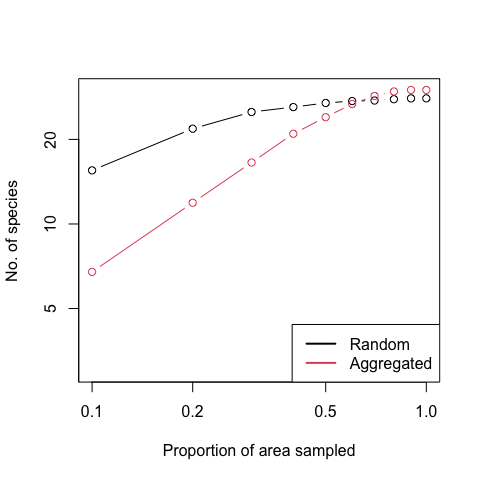 No. of species
20
10
5
0.1
0.2
0.5
1.0
Random
Aggregated
Proportion of area sampled